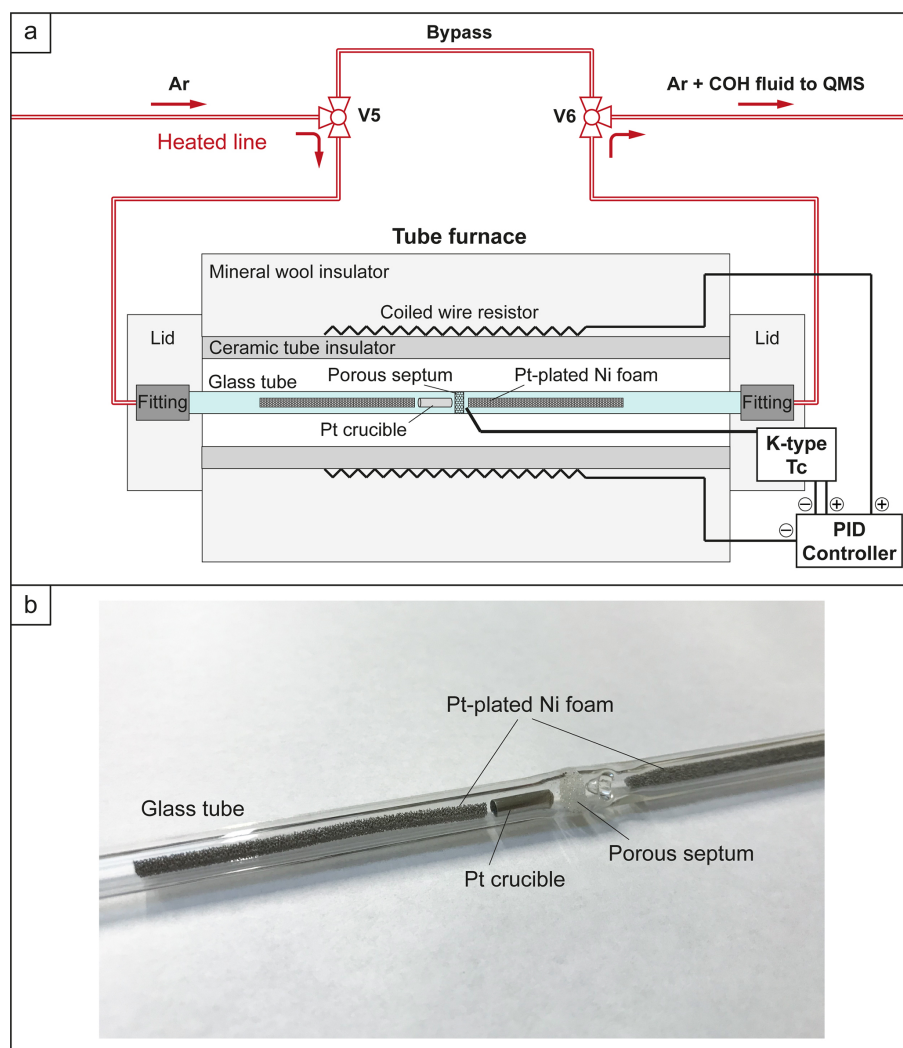 a
Bypass
Ar
Ar + COH fluid to QMS
V5
V6
Heated line
Tube furnace
Mineral wool insulator
Coiled wire resistor
Lid
Lid
Ceramic tube insulator
Glass tube
Porous septum
Pt-plated Ni foam
Fitting
Fitting
Pt crucible
K-type
Tc
− + +
−
PID
Controller
b
Pt-plated Ni foam
Glass tube
Porous septum
Pt crucible